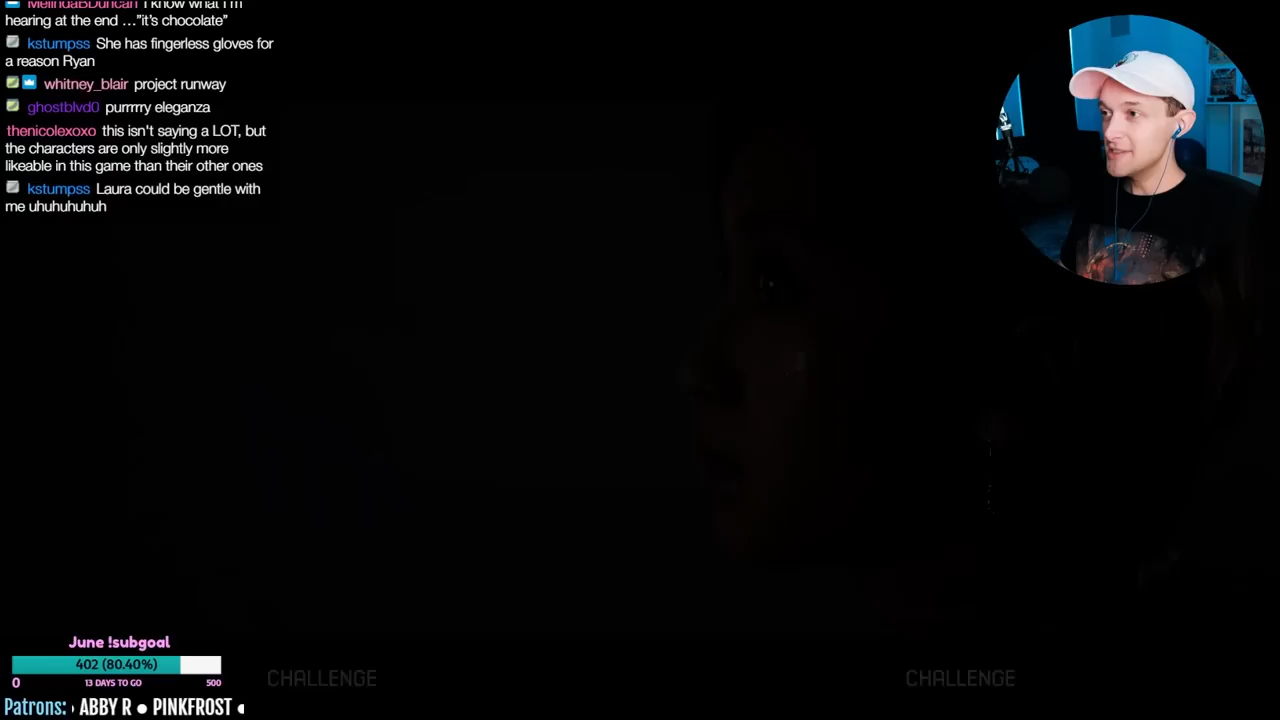 MelindaBDuncan I know what I'm
hearing at the end ..."it's chocolate"
kstumpss She has fingerless gloves for
a reason Ryan
whitney_blair project runway
ghostblvd0 purrrrry eleganza
thenicolexoxo this isn't saying a LOT, but
the characters are only slightly more
likeable in this game than their other ones
kstumpss Laura could be gentle with
me uhuhuhuhuh
June !subgoal
402 (80.40%)
0 13 DAYS TO GO 500
Patrons: ABBY R ● PINKFROST
CHALLENGE CHALLENGE